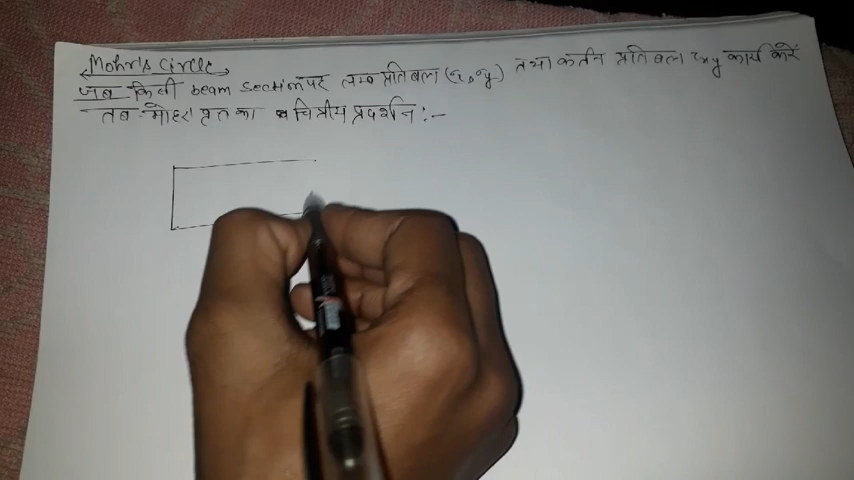 Mohr's Circle
जब किसी beam section पर लम्ब प्रतिबल (σx, σy) तथा कर्तन प्रतिबल τxy कार्य करें
तब मोहर वृत का चित्रीय प्रदर्शन :-